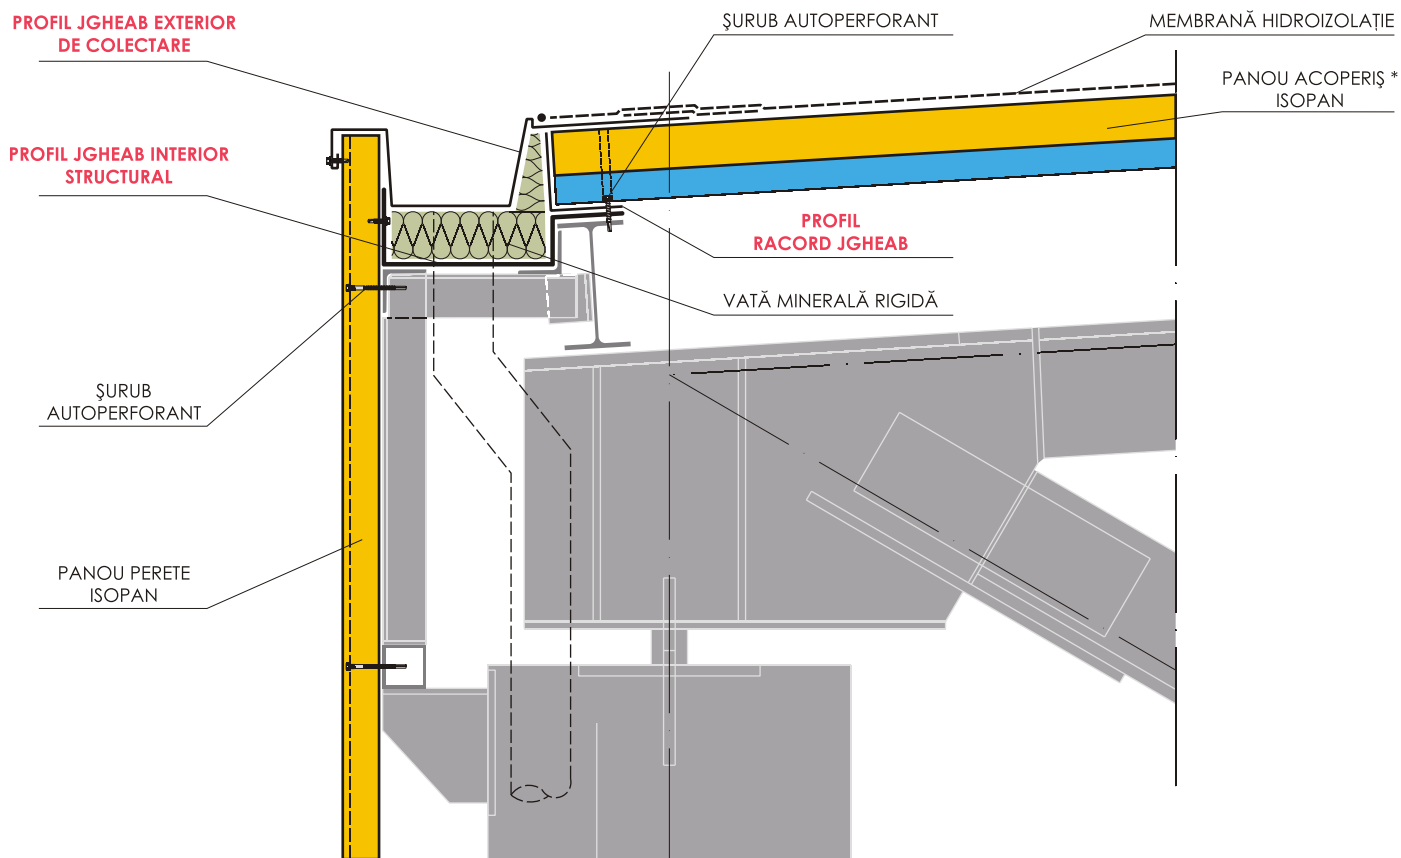 PROFIL JGHEAB EXTERIOR
DE COLECTARE
ŞURUB AUTOPERFORANT
MEMBRANĂ HIDROIZOLAȚIE
PANOU ACOPERIŞ *
ISOPAN
PROFIL JGHEAB INTERIOR
STRUCTURAL
PROFIL
RACORD JGHEAB
VATĂ MINERALĂ RIGIDĂ
ŞURUB
AUTOPERFORANT
PANOU PERETE
ISOPAN